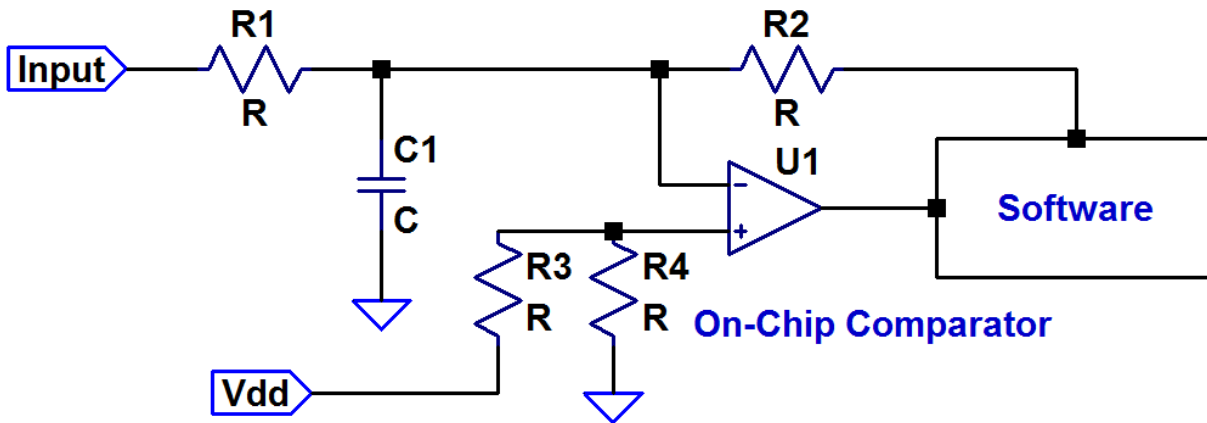 R1
R2
Input
R
R
C1
U1
C
-
Software
+
R3
R4
R
R
On-Chip Comparator
Vdd